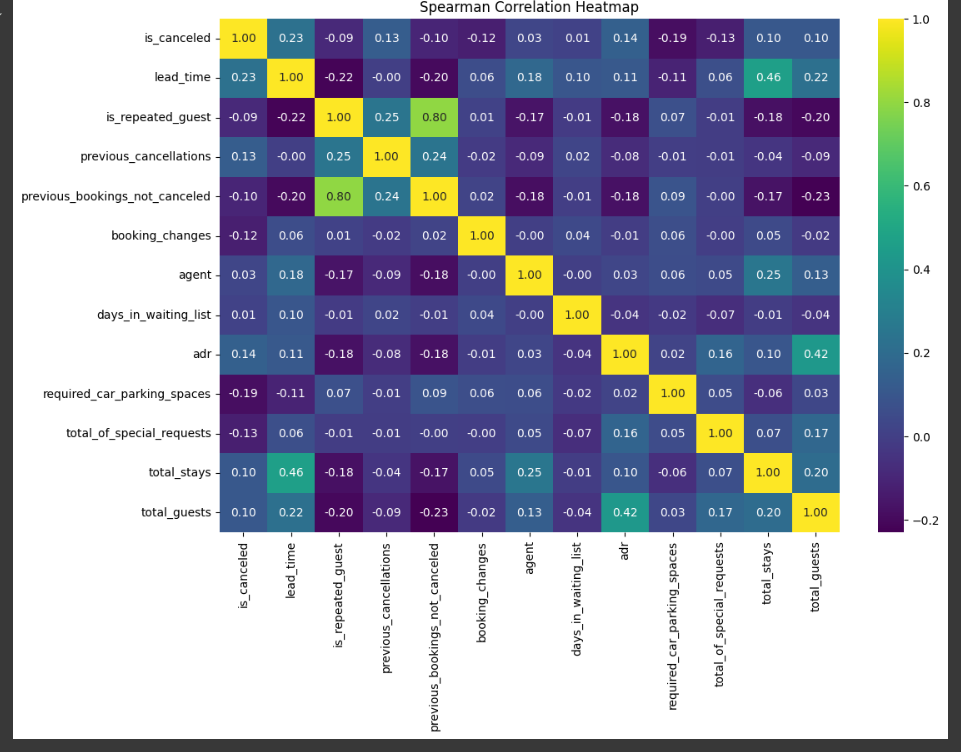 Spearman Correlation Heatmap
is_canceled 1.00 0.23 -0.09 0.13 -0.10 -0.12 0.03 0.01 0.14 -0.19 -0.13 0.10 0.10
lead_time 0.23 1.00 -0.22 -0.00 -0.20 0.06 0.18 0.10 0.11 -0.11 0.06 0.46 0.22
is_repeated_guest -0.09 -0.22 1.00 0.25 0.80 0.01 -0.17 -0.01 -0.18 0.07 -0.01 -0.18 -0.20
previous_cancellations 0.13 -0.00 0.25 1.00 0.24 -0.02 -0.09 0.02 -0.08 -0.01 -0.01 -0.04 -0.09
previous_bookings_not_canceled -0.10 -0.20 0.80 0.24 1.00 0.02 -0.18 -0.01 -0.18 0.09 -0.00 -0.17 -0.23
booking_changes -0.12 0.06 0.01 -0.02 0.02 1.00 -0.00 0.04 -0.01 0.06 -0.00 0.05 -0.02
agent 0.03 0.18 -0.17 -0.09 -0.18 -0.00 1.00 -0.00 0.03 0.06 0.05 0.25 0.13
days_in_waiting_list 0.01 0.10 -0.01 0.02 -0.01 0.04 -0.00 1.00 -0.04 -0.02 -0.07 -0.01 -0.04
adr 0.14 0.11 -0.18 -0.08 -0.18 -0.01 0.03 -0.04 1.00 0.02 0.16 0.10 0.42
required_car_parking_spaces -0.19 -0.11 0.07 -0.01 0.09 0.06 0.06 -0.02 0.02 1.00 0.05 -0.06 0.03
total_of_special_requests -0.13 0.06 -0.01 -0.01 -0.00 -0.00 0.05 -0.07 0.16 0.05 1.00 0.07 0.17
total_stays 0.10 0.46 -0.18 -0.04 -0.17 0.05 0.25 -0.01 0.10 -0.06 0.07 1.00 0.20
total_guests 0.10 0.22 -0.20 -0.09 -0.23 -0.02 0.13 -0.04 0.42 0.03 0.17 0.20 1.00
is_canceled
lead_time
is_repeated_guest
previous_cancellations
previous_bookings_not_canceled
booking_changes
agent
days_in_waiting_list
adr
required_car_parking_spaces
total_of_special_requests
total_stays
total_guests
1.0
0.8
0.6
0.4
0.2
0.0
−0.2